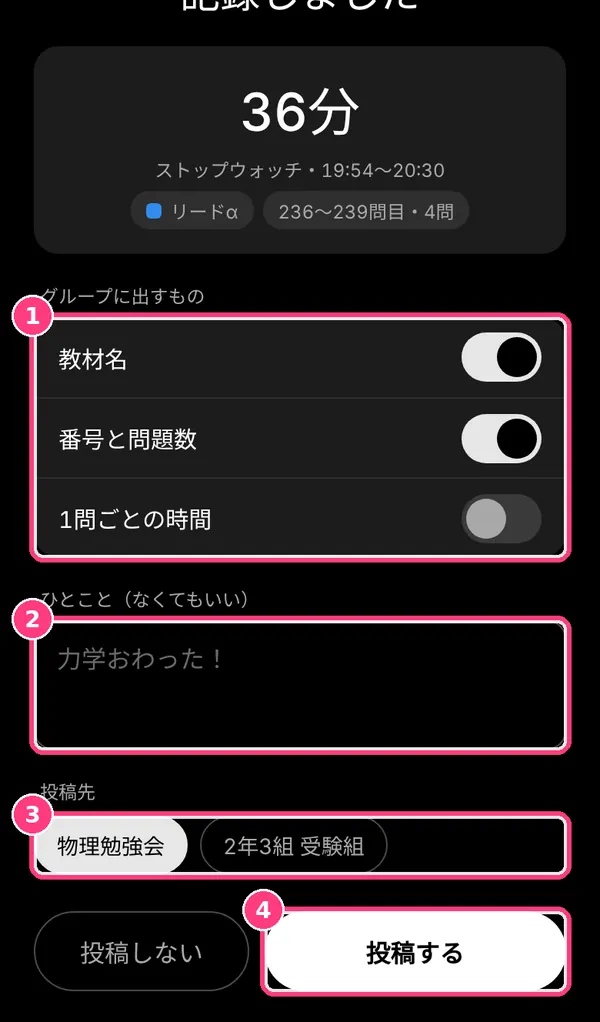 記録しました
36分
ストップウォッチ・19:54〜20:30
リードα 236〜239問目・4問
グループに出すもの
1
教材名
番号と問題数
1問ごとの時間
ひとこと（なくてもいい）
2
力学おわった！
投稿先
3
物理勉強会 2年3組 受験組
4
投稿しない 投稿する